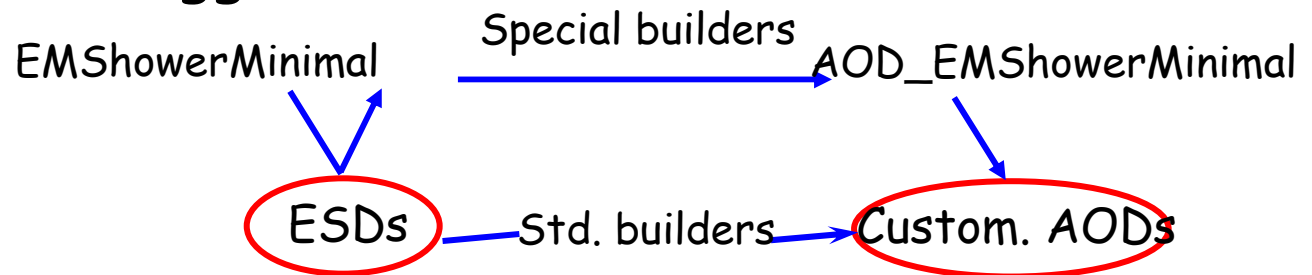 Special builders
EMShowerMinimal
AOD_EMShowerMinimal
ESDs
Std. builders
Custom. AODs